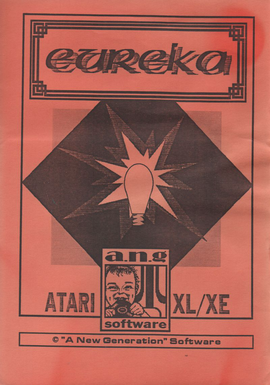 eureka
a.n.g
software
ATARI XL/XE
© "A New Generation" Software